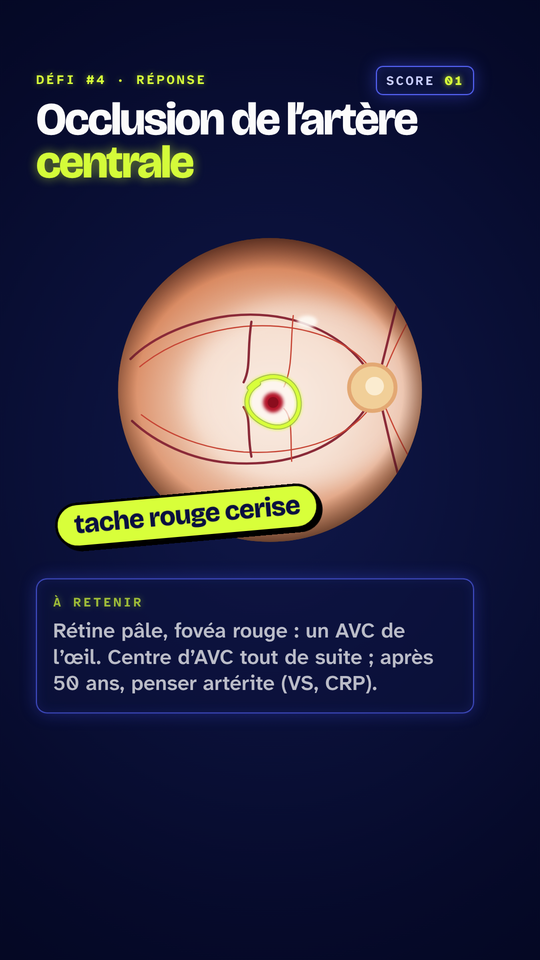 DÉFI #4 · RÉPONSE
SCORE 01
Occlusion de l’artère
centrale
tache rouge cerise
À RETENIR
Rétine pâle, fovéa rouge : un AVC de
l’œil. Centre d’AVC tout de suite ; après
50 ans, penser artérite (VS, CRP).